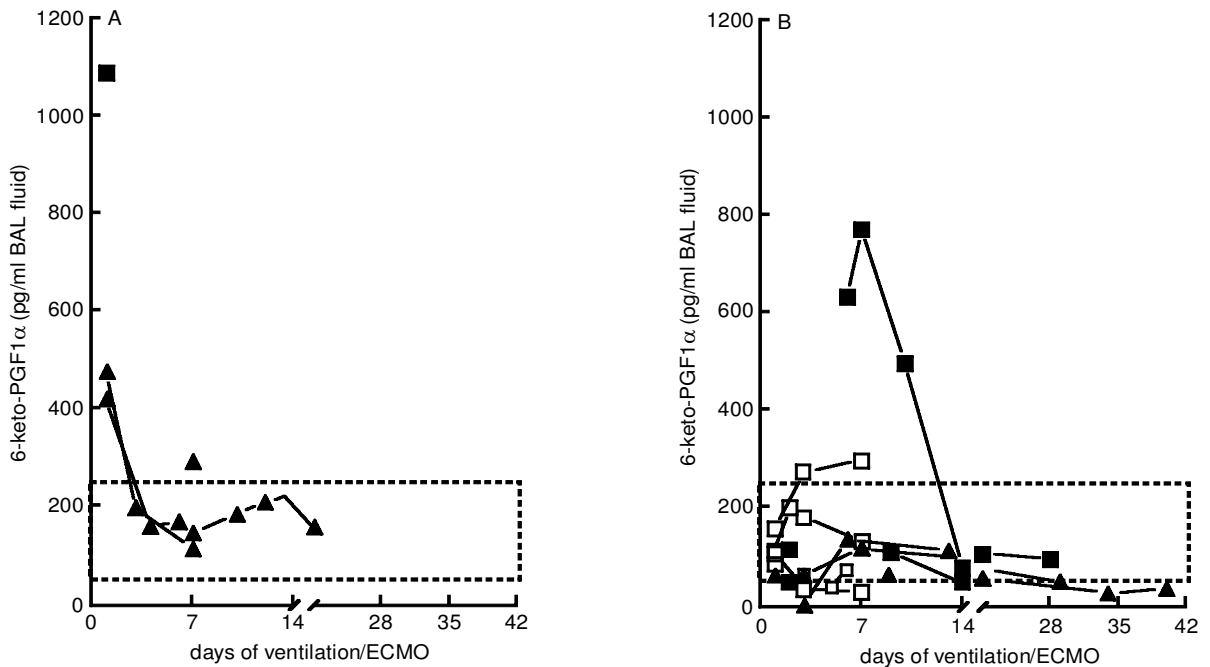 A
1200
1000
800
600
400
200
0
6-keto-PGF1α (pg/ml BAL fluid)
0 7 14 28 35 42
days of ventilation/ECMO
B
1200
1000
800
600
400
200
0
6-keto-PGF1α (pg/ml BAL fluid)
0 7 14 28 35 42
days of ventilation/ECMO